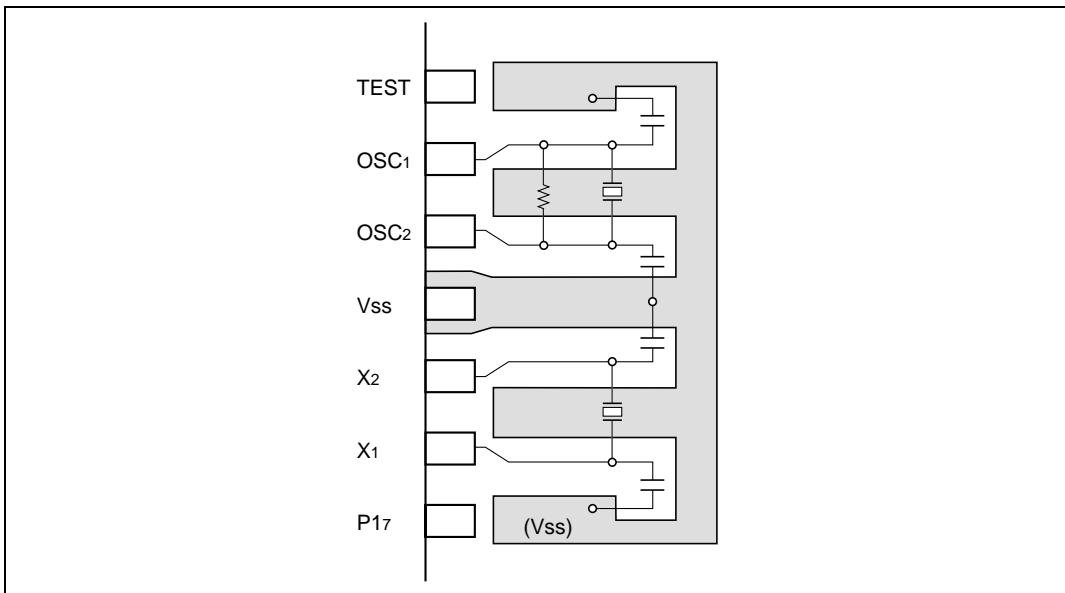 TEST
OSC1
OSC2
Vss
X2
X1
P17
(Vss)